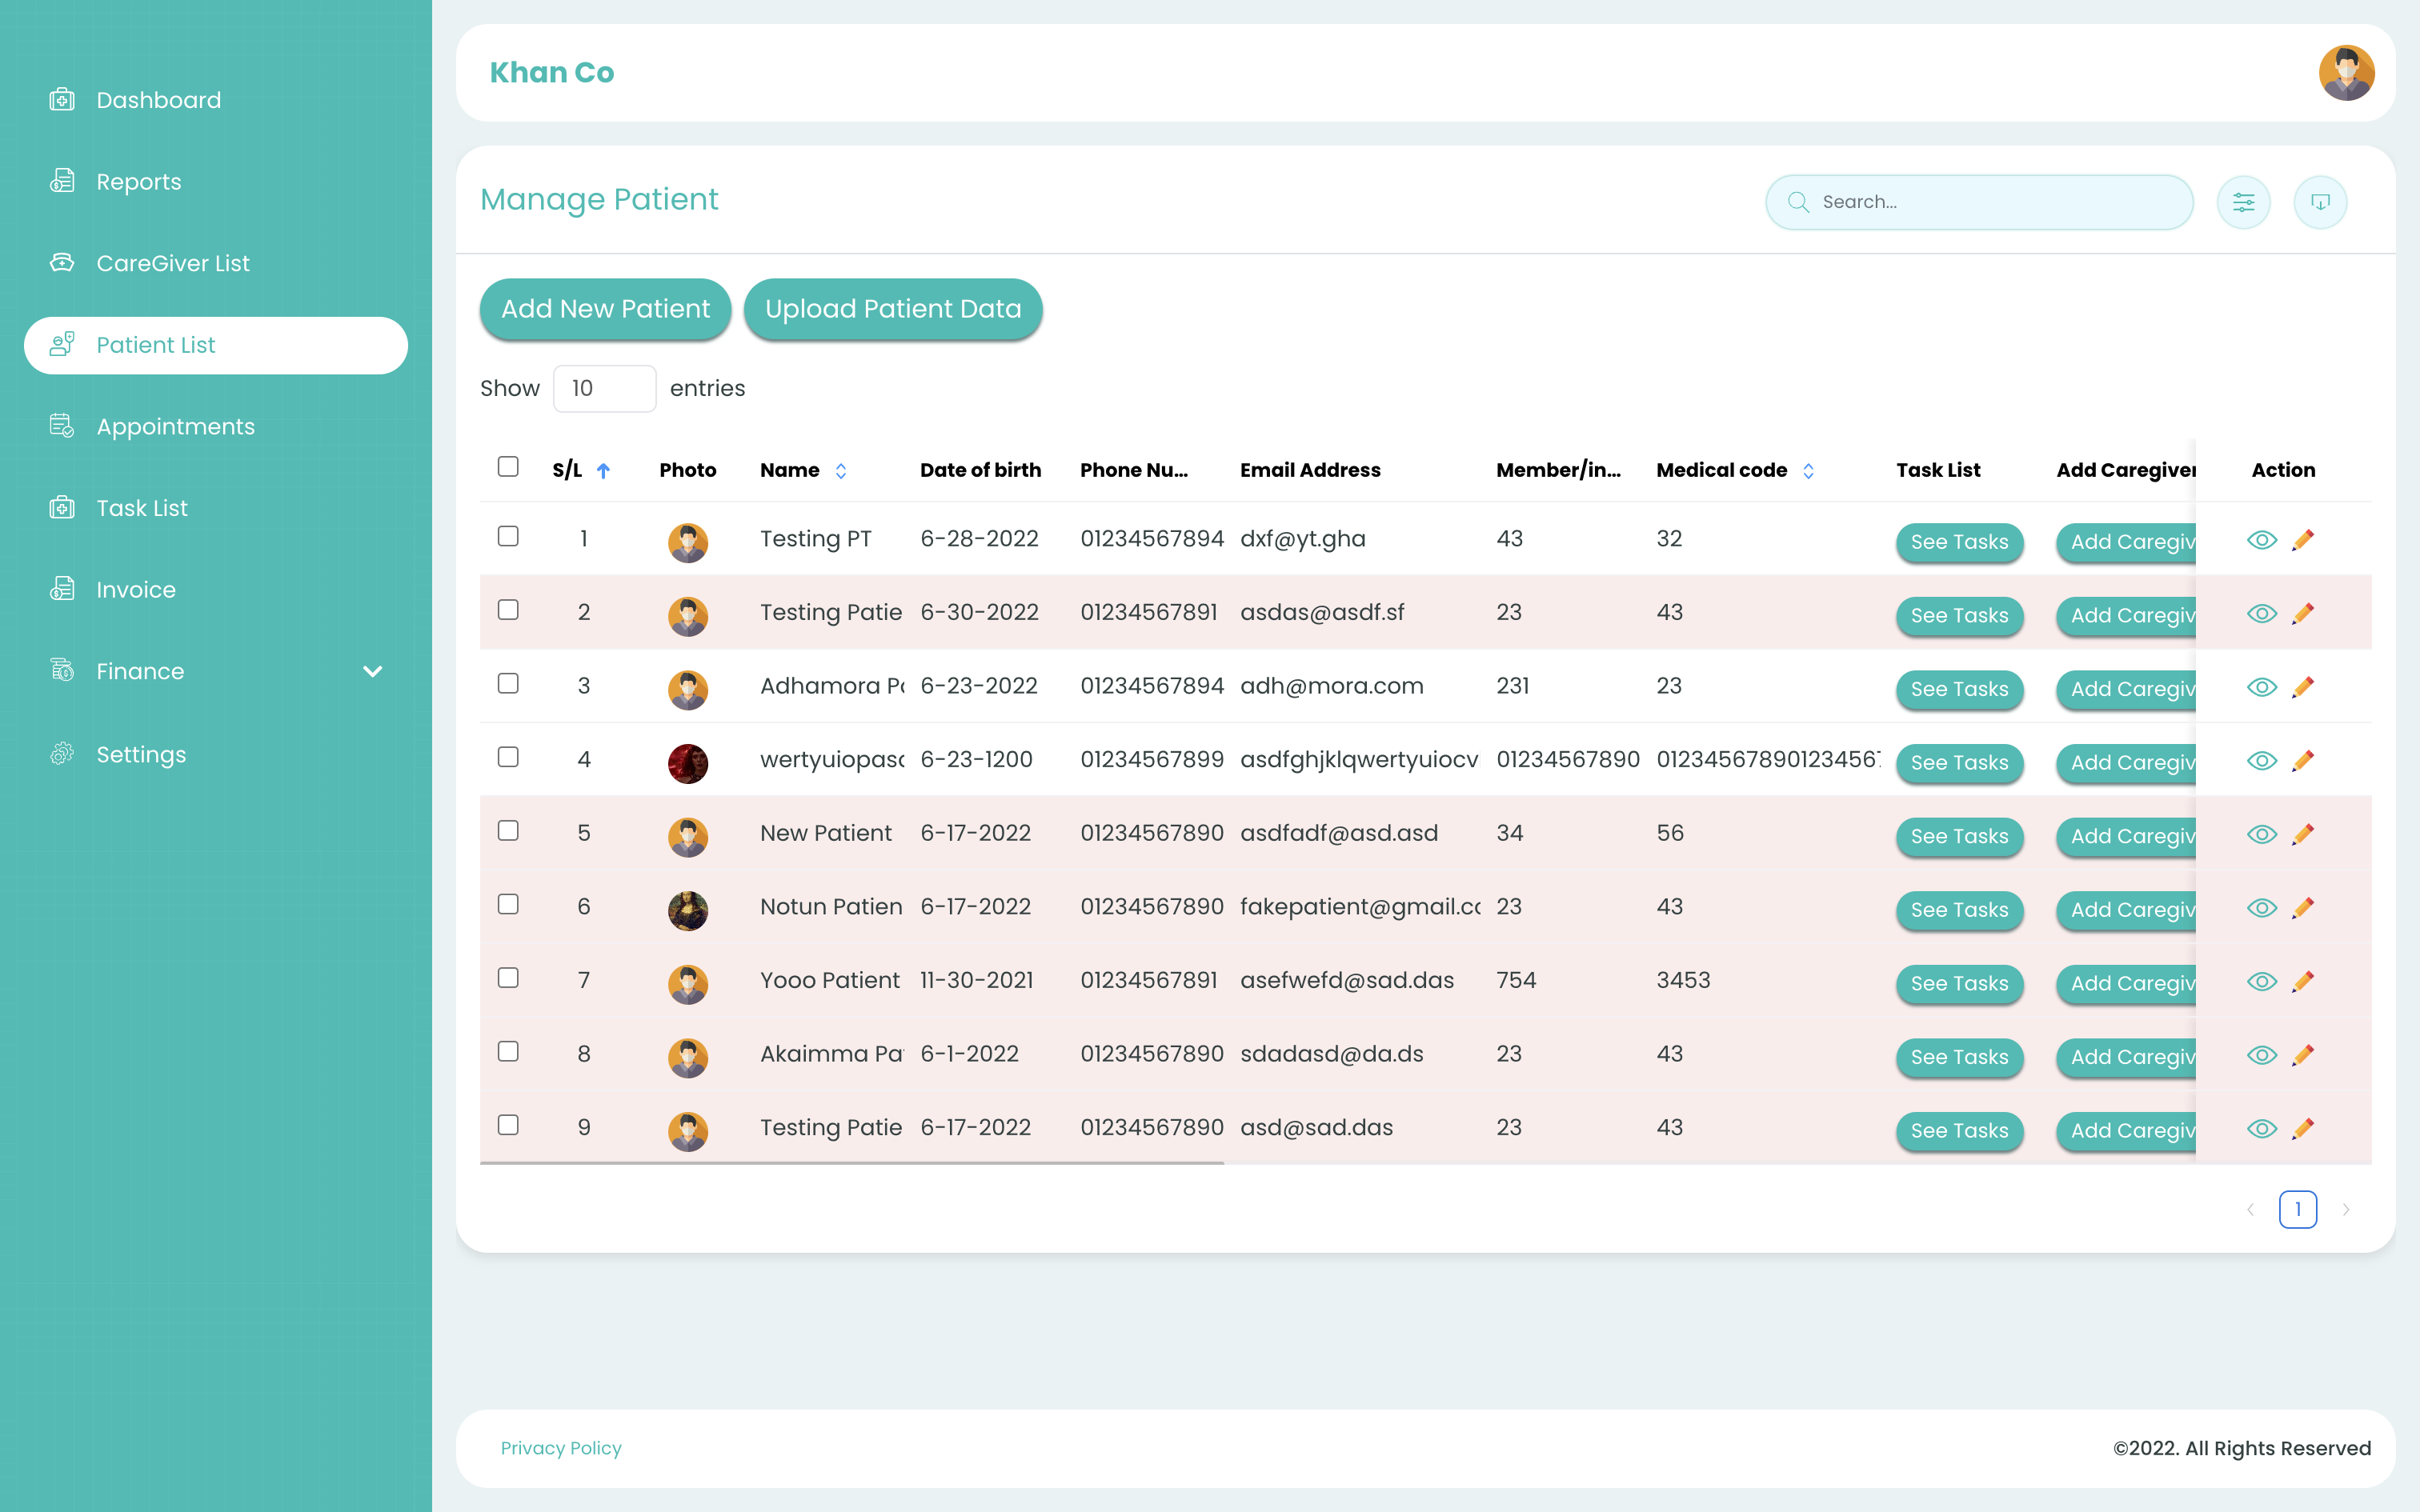 Dashboard
Reports
CareGiver List
Patient List
Appointments
Task List
Invoice
Finance
Settings
Khan Co
Manage Patient
Search...
Add New Patient Upload Patient Data
Show 10 entries
S/L Photo Name Date of birth Phone Nu... Email Address Member/in... Medical code Task List Add Caregiver Action
1 Testing PT 6-28-2022 01234567894 dxf@yt.gha 43 32 See Tasks Add Caregiv
2 Testing Patie 6-30-2022 01234567891 asdas@asdf.sf 23 43 See Tasks Add Caregiv
3 Adhamora Pa 6-23-2022 01234567894 adh@mora.com 231 23 See Tasks Add Caregiv
4 wertyuiopasd 6-23-1200 01234567899 asdfghjklqwertyuiocv 01234567890 012345678901234567 See Tasks Add Caregiv
5 New Patient 6-17-2022 01234567890 asdfadf@asd.asd 34 56 See Tasks Add Caregiv
6 Notun Patien 6-17-2022 01234567890 fakepatient@gmail.co 23 43 See Tasks Add Caregiv
7 Yooo Patient 11-30-2021 01234567891 asefwefd@sad.das 754 3453 See Tasks Add Caregiv
8 Akaimma Pa 6-1-2022 01234567890 sdadasd@da.ds 23 43 See Tasks Add Caregiv
9 Testing Patie 6-17-2022 01234567890 asd@sad.das 23 43 See Tasks Add Caregiv
1
Privacy Policy ©2022. All Rights Reserved